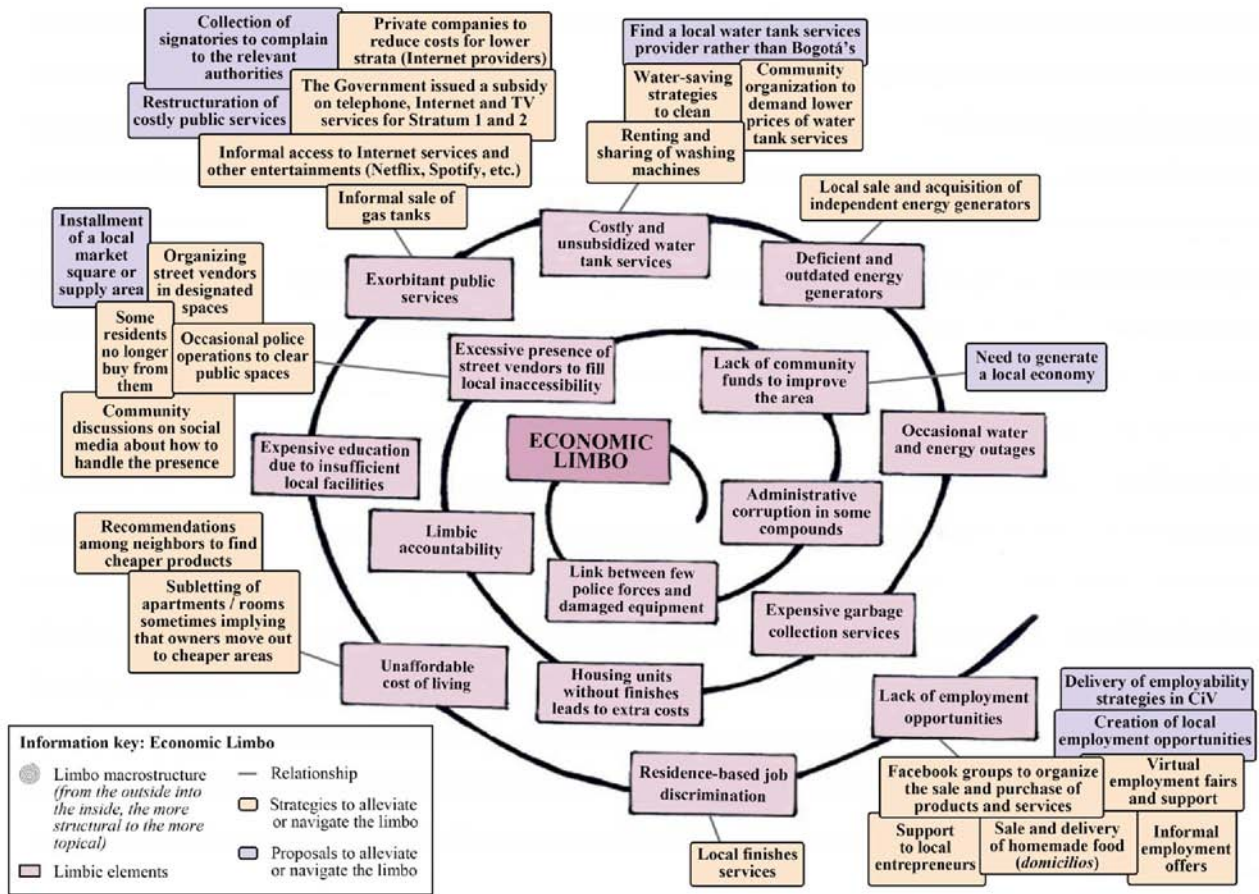 Collection of
signatories to complain
to the relevant
authorities
Private companies to
reduce costs for lower
strata (Internet providers)
Restructuration of
costly public services
The Government issued a subsidy
on telephone, Internet and TV
services for Stratum 1 and 2
Informal access to Internet services and
other entertainments (Netflix, Spotify, etc.)
Informal sale of
gas tanks
Find a local water tank services
provider rather than Bogotá's
Water-saving
strategies
to clean
Community
organization to
demand lower
prices of water
tank services
Renting and
sharing of washing
machines
Local sale and acquisition of
independent energy generators
Installment
of a local
market
square or
supply area
Organizing
street vendors
in designated
spaces
Some
residents
no longer
buy from
them
Occasional police
operations to clear
public spaces
Community
discussions on social
media about how to
handle the presence
Exorbitant public
services
Costly and
unsubsidized water
tank services
Deficient and
outdated energy
generators
Excessive presence of
street vendors to fill
local inaccessibility
Lack of community
funds to improve
the area
Need to generate
a local economy
ECONOMIC
LIMBO
Occasional water
and energy outages
Expensive education
due to insufficient
local facilities
Limbic
accountability
Administrative
corruption in some
compounds
Link between few
police forces and
damaged equipment
Expensive garbage
collection services
Recommendations
among neighbors to find
cheaper products
Subletting of
apartments / rooms
sometimes implying
that owners move out
to cheaper areas
Unaffordable
cost of living
Housing units
without finishes
leads to extra costs
Lack of employment
opportunities
Delivery of employability
strategies in CiV
Creation of local
employment opportunities
Facebook groups to organize
the sale and purchase of
products and services
Virtual
employment fairs
and support
Support
to local
entrepreneurs
Sale and delivery
of homemade food
(domicilios)
Informal
employment
offers
Residence-based job
discrimination
Local finishes
services
Information key: Economic Limbo
Limbo macrostructure
(from the outside into
the inside, the more
structural to the more
topical)
Limbic elements
Relationship
Strategies to alleviate
or navigate the limbo
Proposals to alleviate
or navigate the limbo